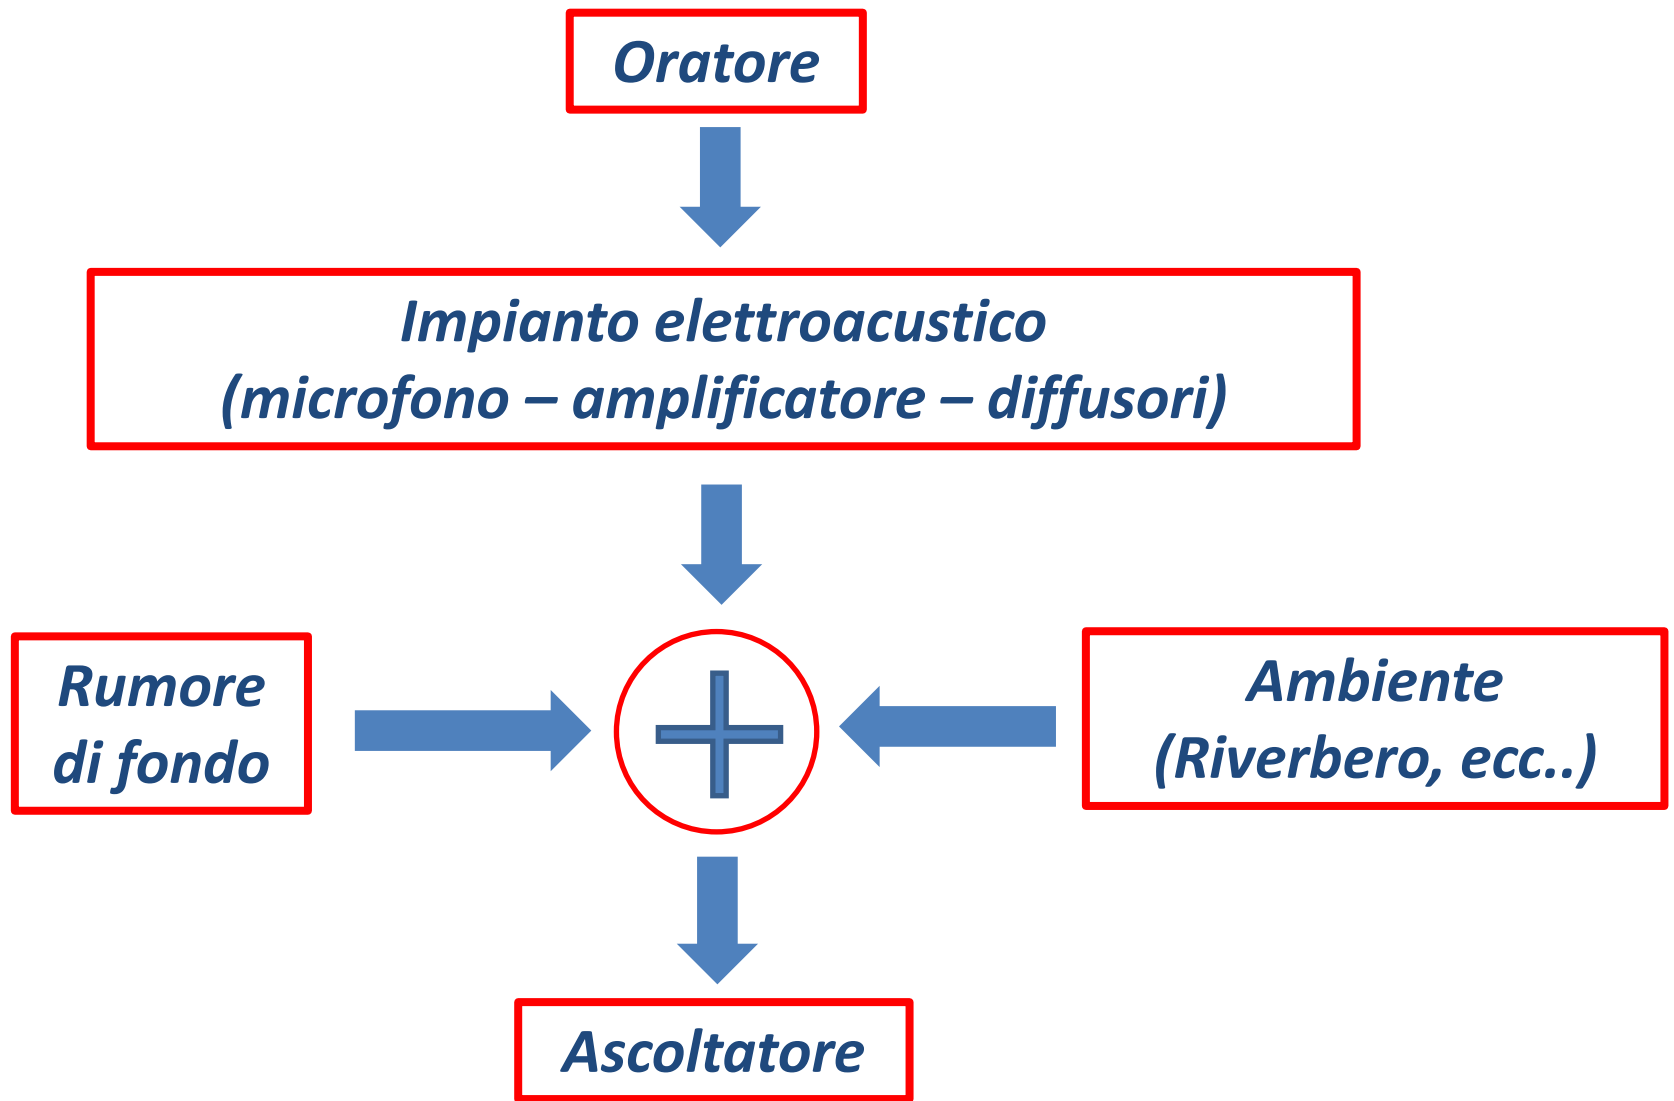 Oratore
Impianto elettroacustico
(microfono – amplificatore – diffusori)
Rumore
di fondo
Ambiente
(Riverbero, ecc..)
Ascoltatore